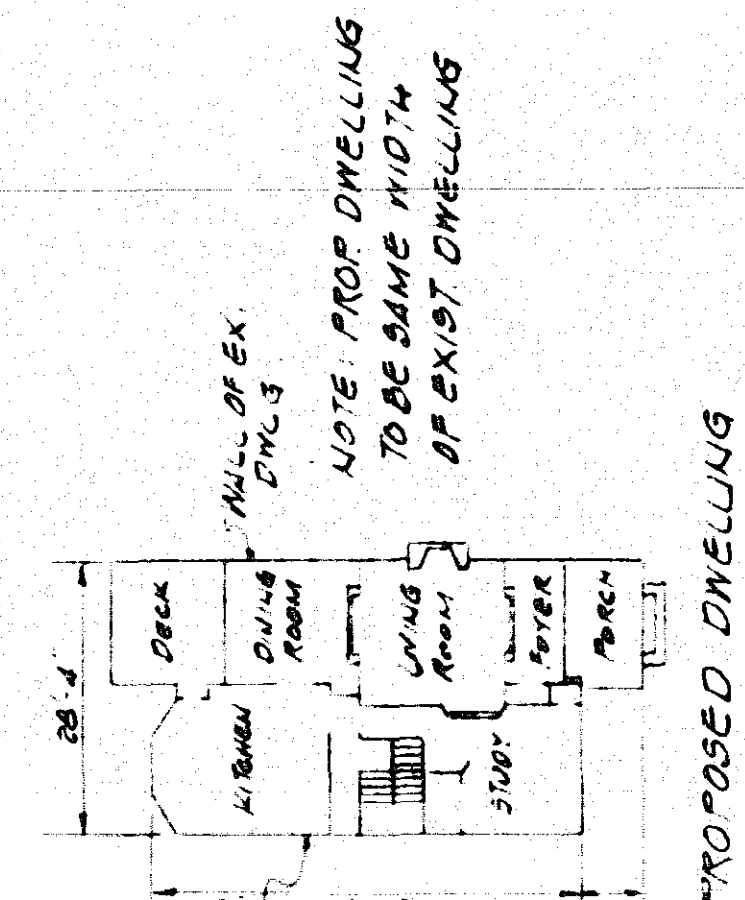 NOTE: PROP. DWELLING
TO BE SAME WIDTH
OF EXIST. DWELLING
WALL OF EX.
DWLG
28'-4"
DECK
DINING
ROOM
LIVING
ROOM
FOYER
PORCH
KITCHEN
STUDY
PROPOSED DWELLING